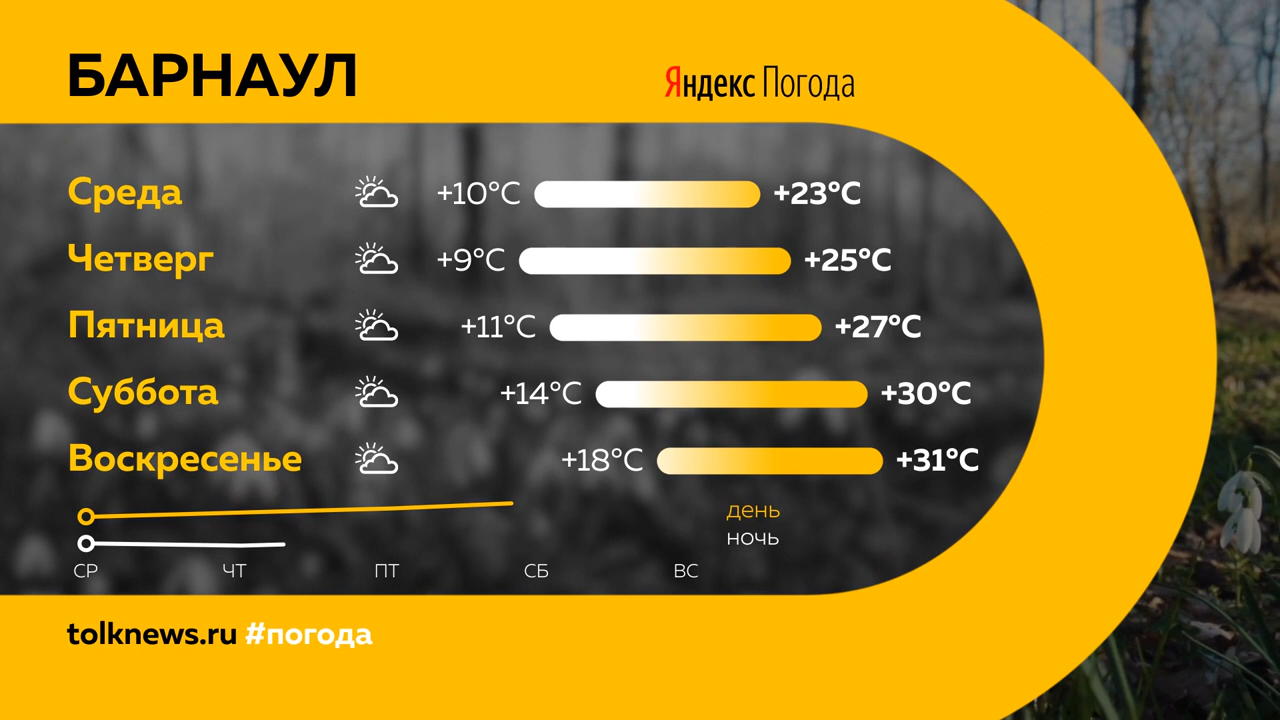 БАРНАУЛ
Яндекс Погода
Среда +10°C +23°C
Четверг +9°C +25°C
Пятница +11°C +27°C
Суббота +14°C +30°C
Воскресенье +18°C +31°C
день
ночь
СР ЧТ ПТ СБ ВС
tolknews.ru #погода